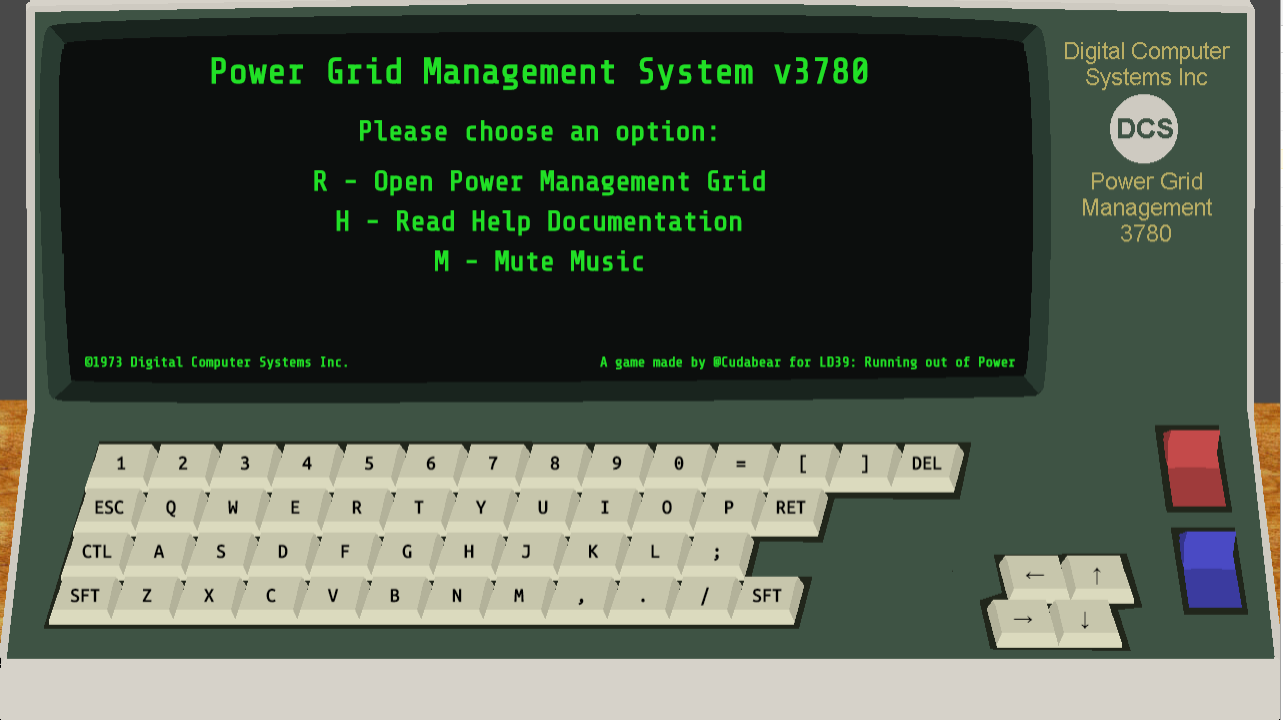 Power Grid Management System v3780
Please choose an option:
R - Open Power Management Grid
H - Read Help Documentation
M - Mute Music
©1973 Digital Computer Systems Inc.
A game made by @Cudabear for LD39: Running out of Power
Digital Computer
Systems Inc
DCS
Power Grid
Management
3780
1 2 3 4 5 6 7 8 9 0 = [ ] DEL
ESC Q W E R T Y U I O P RET
CTL A S D F G H J K L ;
SFT Z X C V B N M , . / SFT
← ↑
→ ↓